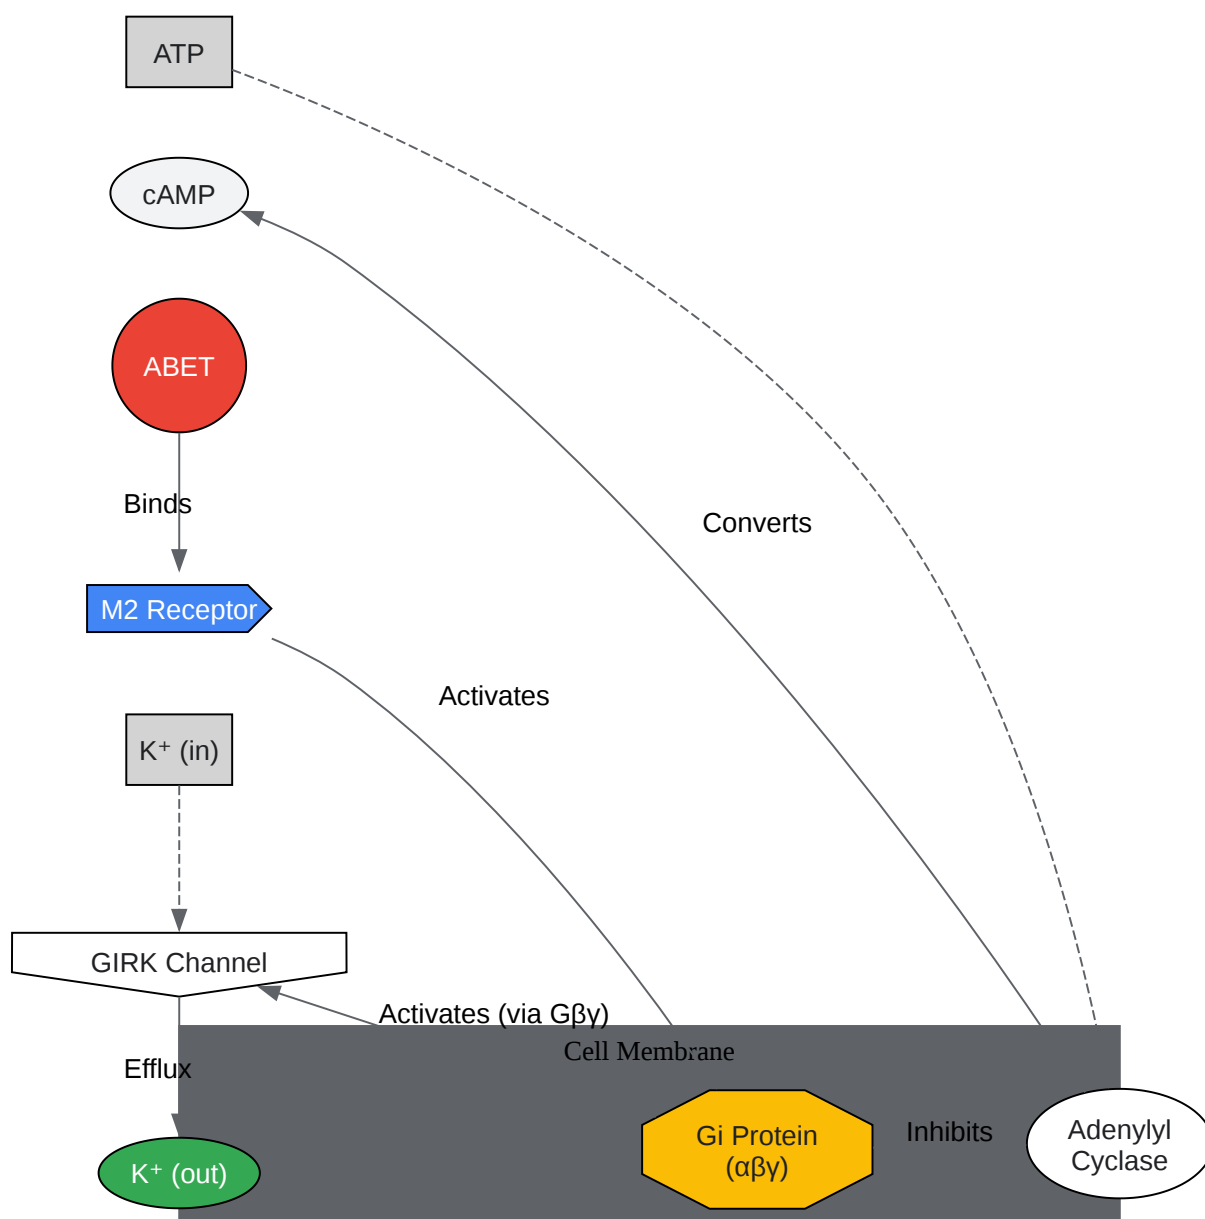 ATP
cAMP
ABET
Binds
Converts
M2 Receptor
Activates
K⁺ (in)
GIRK Channel
Activates (via Gβγ)
Cell Membrane
Efflux
Gi Protein
(αβγ)
Inhibits
Adenylyl
Cyclase
K⁺ (out)